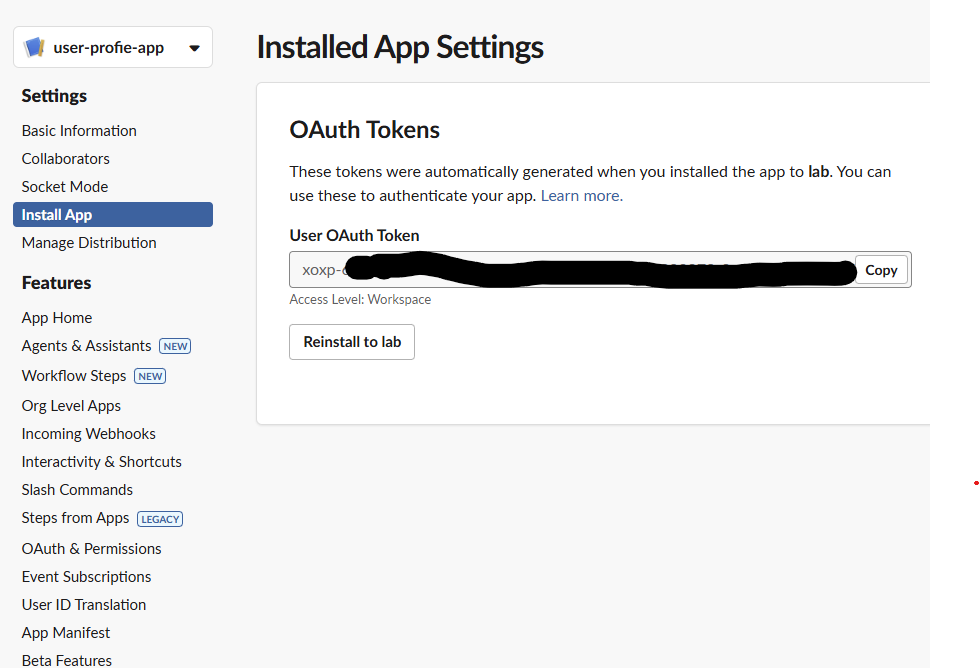 user-profie-app
Settings
Basic Information
Collaborators
Socket Mode
Install App
Manage Distribution
Features
App Home
Agents & Assistants NEW
Workflow Steps NEW
Org Level Apps
Incoming Webhooks
Interactivity & Shortcuts
Slash Commands
Steps from Apps LEGACY
OAuth & Permissions
Event Subscriptions
User ID Translation
App Manifest
Beta Features
Installed App Settings
OAuth Tokens
These tokens were automatically generated when you installed the app to lab. You can
use these to authenticate your app. Learn more.
User OAuth Token
xoxp- Copy
Access Level: Workspace
Reinstall to lab